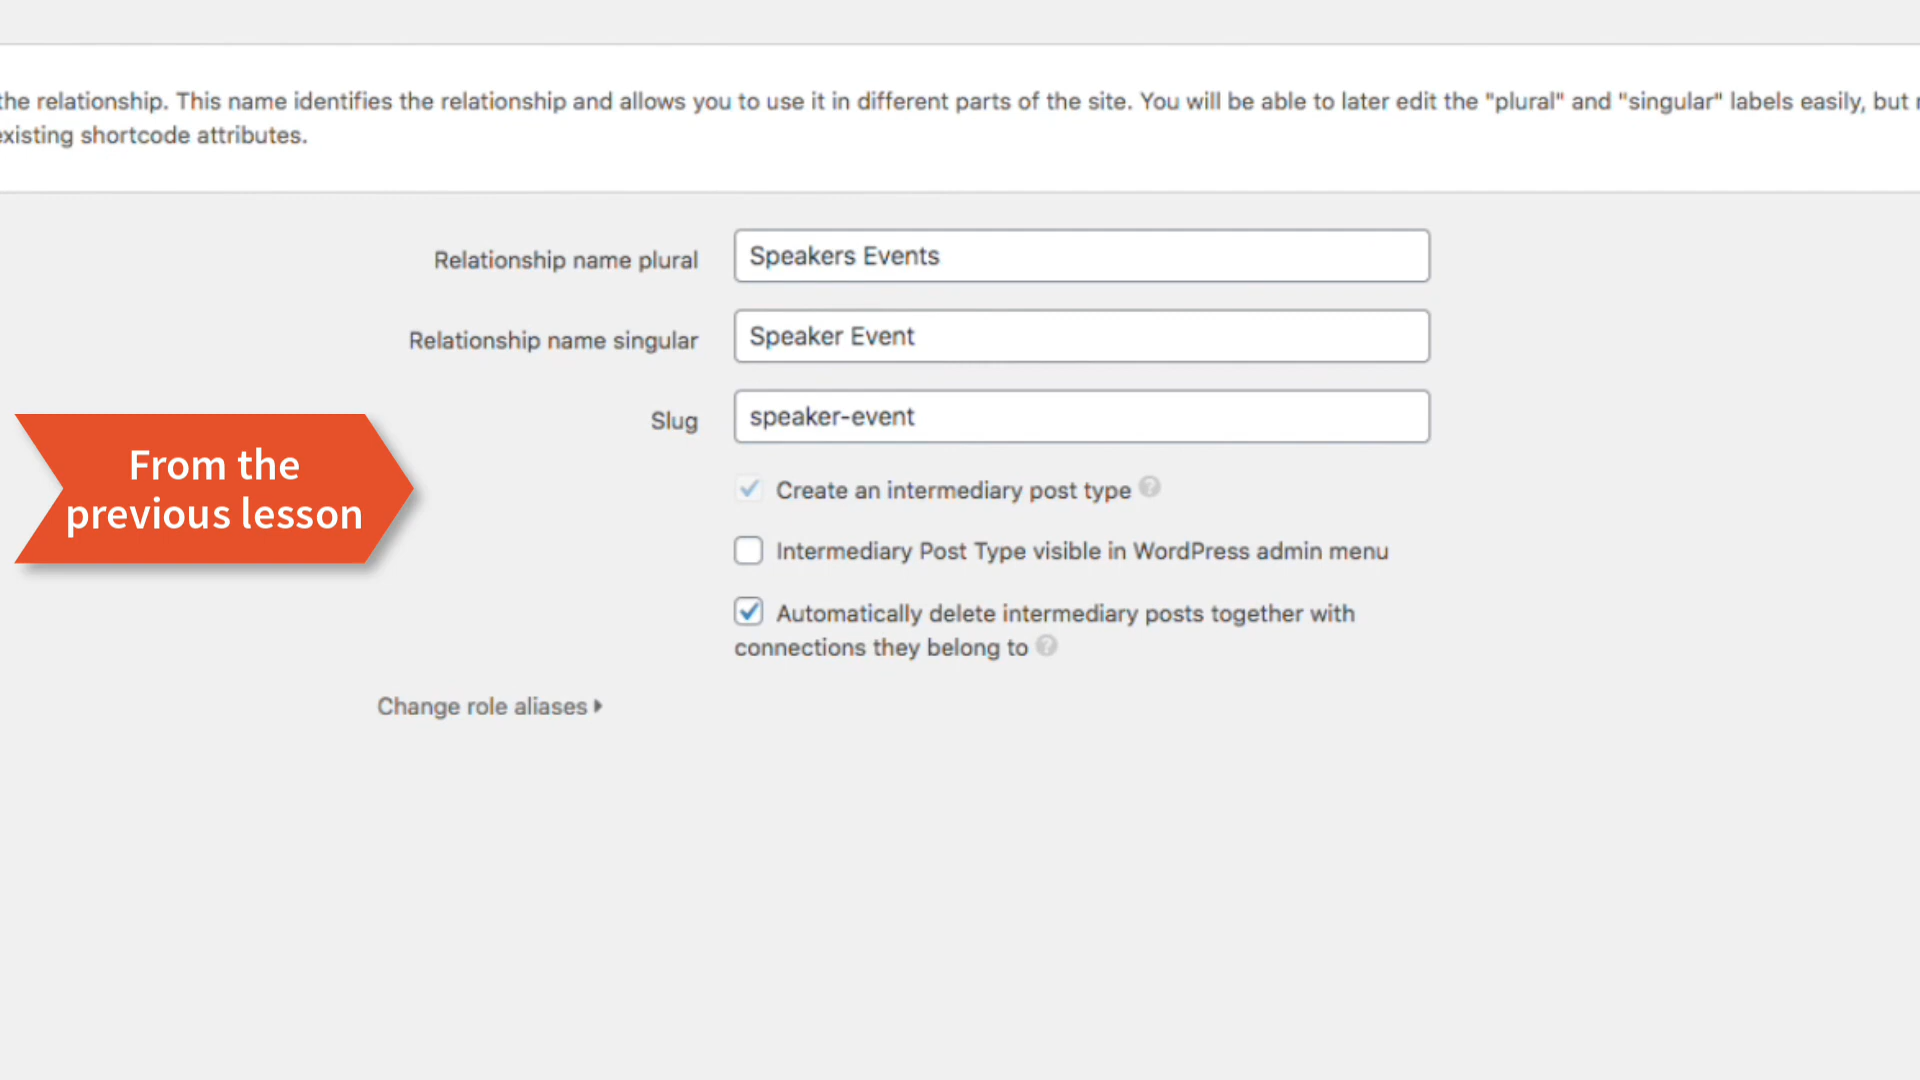 the relationship. This name identifies the relationship and allows you to use it in different parts of the site. You will be able to later edit the "plural" and "singular" labels easily, but
existing shortcode attributes.
Relationship name plural
Speakers Events
Relationship name singular
Speaker Event
Slug
speaker-event
From the
previous lesson
Create an intermediary post type
Intermediary Post Type visible in WordPress admin menu
Automatically delete intermediary posts together with
connections they belong to
Change role aliases